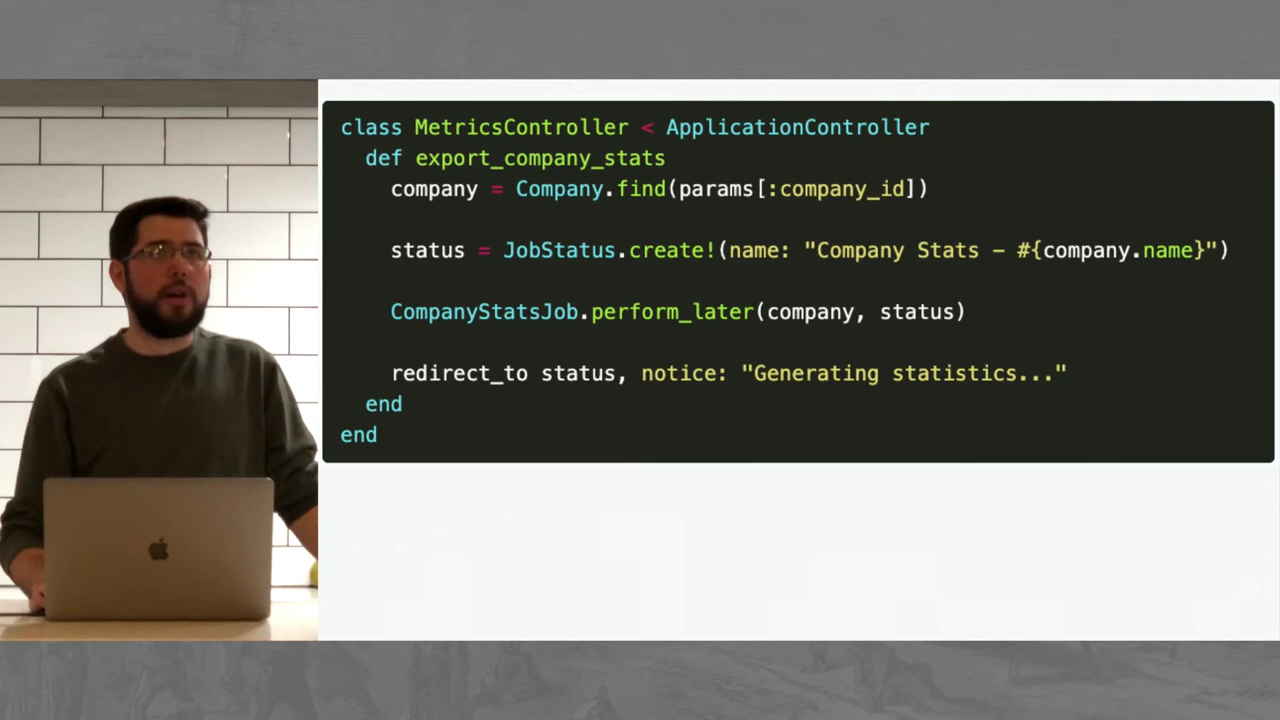 class MetricsController < ApplicationController
  def export_company_stats
    company = Company.find(params[:company_id])
    status = JobStatus.create!(name: "Company Stats – #{company.name}")
    CompanyStatsJob.perform_later(company, status)
    redirect_to status, notice: "Generating statistics..."
  end
end